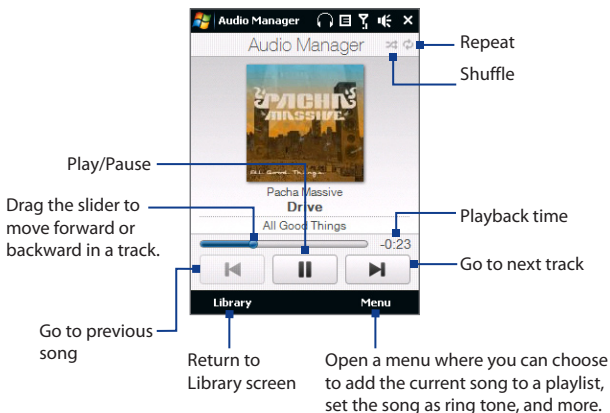 Audio Manager
Audio Manager
Repeat
Shuffle
PACHA
MASSIVE
All Good Things
Play/Pause
Pacha Massive
Drive
All Good Things
Drag the slider to
move forward or
backward in a track.
Playback time
-0:23
Go to next track
Library
Menu
Go to previous
song
Return to
Library screen
Open a menu where you can choose
to add the current song to a playlist,
set the song as ring tone, and more.